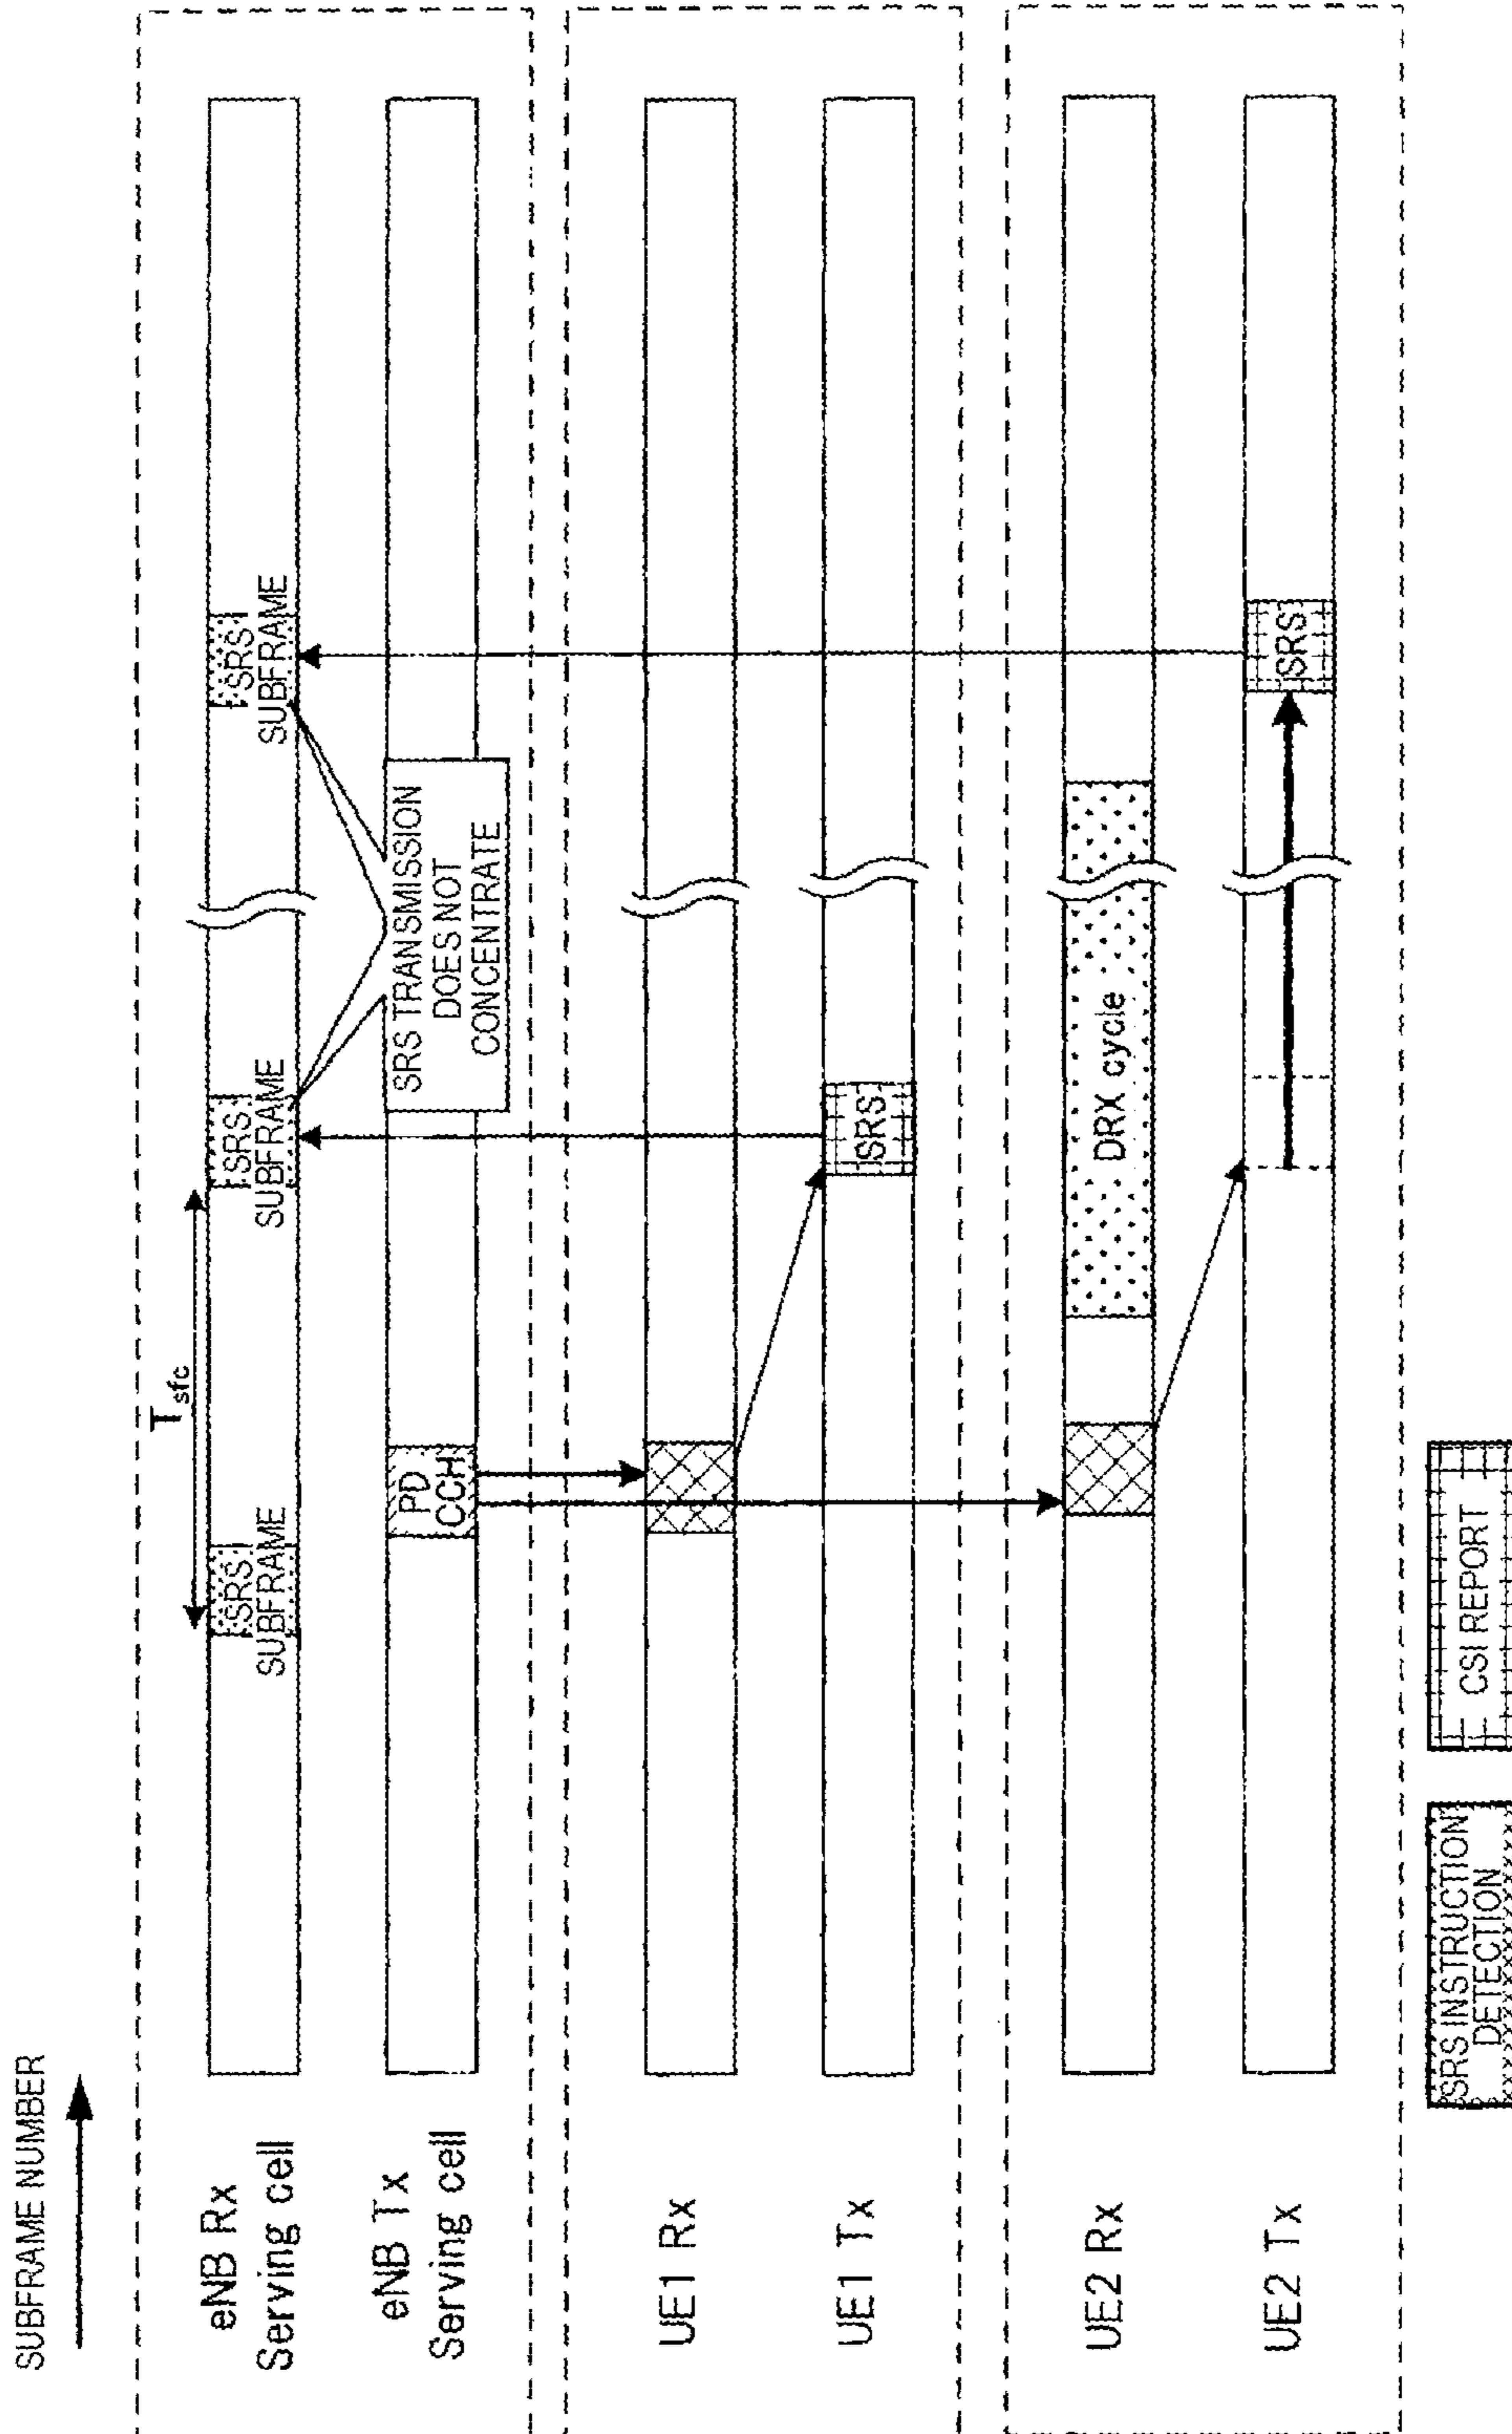 SUBFRAME NUMBER
eNB Rx
Serving cell
SRS
SUBFRAME
Tsfc
SRS
SUBFRAME
SRS
SUBFRAME
eNB Tx
Serving cell
PD
CCH
SRS TRANSMISSION
DOES NOT
CONCENTRATE
UE1 Rx
UE1 Tx
SRS
UE2 Rx
DRX cycle
UE2 Tx
SRS
SRS INSTRUCTION
DETECTION
CSI REPORT